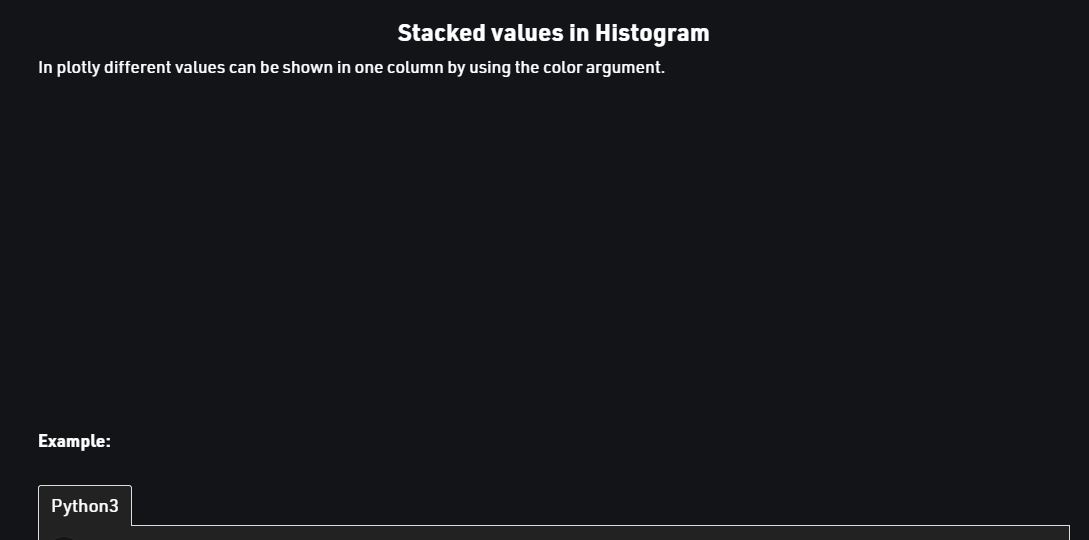 Stacked values in Histogram
In plotly different values can be shown in one column by using the color argument.
Example:
Python3